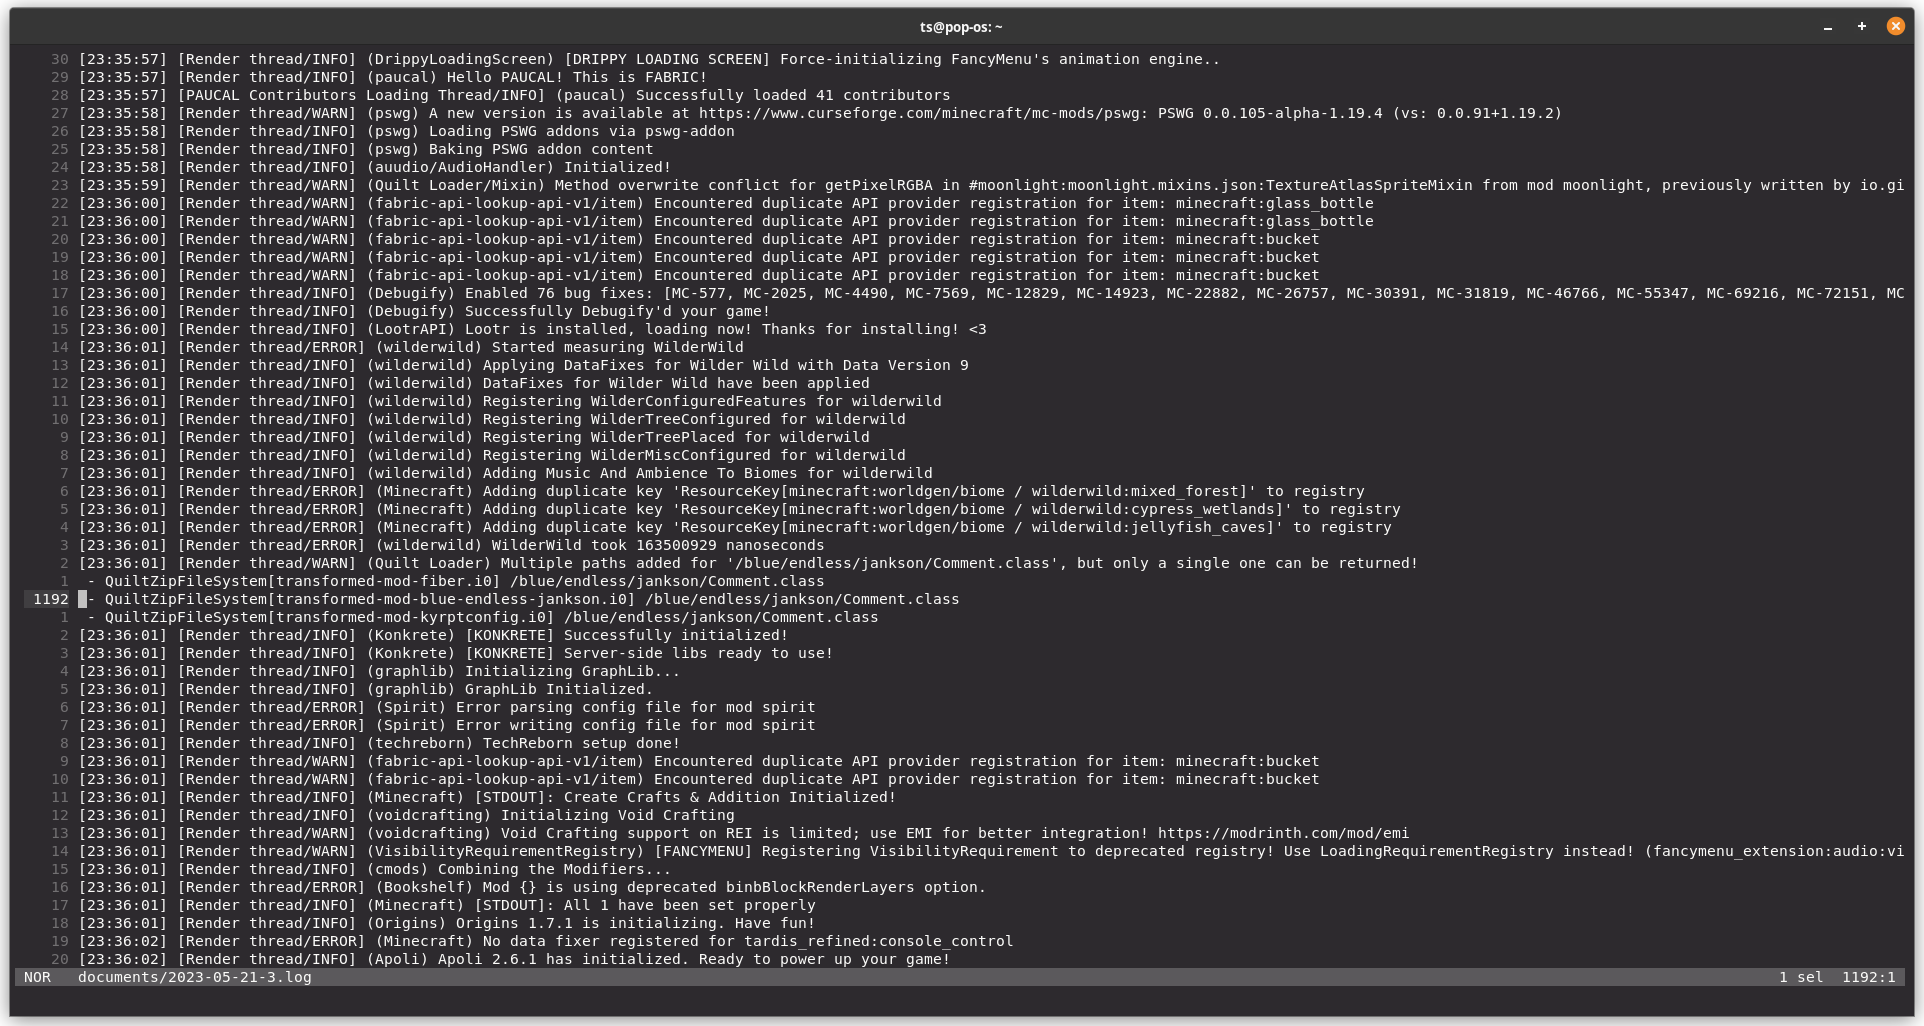 ts@pop-os: ~
30 [23:35:57] [Render thread/INFO] (DrippyLoadingScreen) [DRIPPY LOADING SCREEN] Force-initializing FancyMenu's animation engine..
29 [23:35:57] [Render thread/INFO] (paucal) Hello PAUCAL! This is FABRIC!
28 [23:35:57] [PAUCAL Contributors Loading Thread/INFO] (paucal) Successfully loaded 41 contributors
27 [23:35:58] [Render thread/WARN] (pswg) A new version is available at https://www.curseforge.com/minecraft/mc-mods/pswg: PSWG 0.0.105-alpha-1.19.4 (vs: 0.0.91+1.19.2)
26 [23:35:58] [Render thread/INFO] (pswg) Loading PSWG addons via pswg-addon
25 [23:35:58] [Render thread/INFO] (pswg) Baking PSWG addon content
24 [23:35:58] [Render thread/INFO] (auudio/AudioHandler) Initialized!
23 [23:35:59] [Render thread/WARN] (Quilt Loader/Mixin) Method overwrite conflict for getPixelRGBA in #moonlight:moonlight.mixins.json:TextureAtlasSpriteMixin from mod moonlight, previously written by io.gi
22 [23:36:00] [Render thread/WARN] (fabric-api-lookup-api-v1/item) Encountered duplicate API provider registration for item: minecraft:glass_bottle
21 [23:36:00] [Render thread/WARN] (fabric-api-lookup-api-v1/item) Encountered duplicate API provider registration for item: minecraft:glass_bottle
20 [23:36:00] [Render thread/WARN] (fabric-api-lookup-api-v1/item) Encountered duplicate API provider registration for item: minecraft:bucket
19 [23:36:00] [Render thread/WARN] (fabric-api-lookup-api-v1/item) Encountered duplicate API provider registration for item: minecraft:bucket
18 [23:36:00] [Render thread/WARN] (fabric-api-lookup-api-v1/item) Encountered duplicate API provider registration for item: minecraft:bucket
17 [23:36:00] [Render thread/INFO] (Debugify) Enabled 76 bug fixes: [MC-577, MC-2025, MC-4490, MC-7569, MC-12829, MC-14923, MC-22882, MC-26757, MC-30391, MC-31819, MC-46766, MC-55347, MC-69216, MC-72151, MC
16 [23:36:00] [Render thread/INFO] (Debugify) Successfully Debugify'd your game!
15 [23:36:00] [Render thread/INFO] (LootrAPI) Lootr is installed, loading now! Thanks for installing! <3
14 [23:36:01] [Render thread/ERROR] (wilderwild) Started measuring WilderWild
13 [23:36:01] [Render thread/INFO] (wilderwild) Applying DataFixes for Wilder Wild with Data Version 9
12 [23:36:01] [Render thread/INFO] (wilderwild) DataFixes for Wilder Wild have been applied
11 [23:36:01] [Render thread/INFO] (wilderwild) Registering WilderConfiguredFeatures for wilderwild
10 [23:36:01] [Render thread/INFO] (wilderwild) Registering WilderTreeConfigured for wilderwild
9 [23:36:01] [Render thread/INFO] (wilderwild) Registering WilderTreePlaced for wilderwild
8 [23:36:01] [Render thread/INFO] (wilderwild) Registering WilderMiscConfigured for wilderwild
7 [23:36:01] [Render thread/INFO] (wilderwild) Adding Music And Ambience To Biomes for wilderwild
6 [23:36:01] [Render thread/ERROR] (Minecraft) Adding duplicate key 'ResourceKey[minecraft:worldgen/biome / wilderwild:mixed_forest]' to registry
5 [23:36:01] [Render thread/ERROR] (Minecraft) Adding duplicate key 'ResourceKey[minecraft:worldgen/biome / wilderwild:cypress_wetlands]' to registry
4 [23:36:01] [Render thread/ERROR] (Minecraft) Adding duplicate key 'ResourceKey[minecraft:worldgen/biome / wilderwild:jellyfish_caves]' to registry
3 [23:36:01] [Render thread/ERROR] (wilderwild) WilderWild took 163500929 nanoseconds
2 [23:36:01] [Render thread/WARN] (Quilt Loader) Multiple paths added for '/blue/endless/jankson/Comment.class', but only a single one can be returned!
1 - QuiltZipFileSystem[transformed-mod-fiber.i0] /blue/endless/jankson/Comment.class
1192 - QuiltZipFileSystem[transformed-mod-blue-endless-jankson.i0] /blue/endless/jankson/Comment.class
1 - QuiltZipFileSystem[transformed-mod-kyrptconfig.i0] /blue/endless/jankson/Comment.class
2 [23:36:01] [Render thread/INFO] (Konkrete) [KONKRETE] Successfully initialized!
3 [23:36:01] [Render thread/INFO] (Konkrete) [KONKRETE] Server-side libs ready to use!
4 [23:36:01] [Render thread/INFO] (graphlib) Initializing GraphLib...
5 [23:36:01] [Render thread/INFO] (graphlib) GraphLib Initialized.
6 [23:36:01] [Render thread/ERROR] (Spirit) Error parsing config file for mod spirit
7 [23:36:01] [Render thread/ERROR] (Spirit) Error writing config file for mod spirit
8 [23:36:01] [Render thread/INFO] (techreborn) TechReborn setup done!
9 [23:36:01] [Render thread/WARN] (fabric-api-lookup-api-v1/item) Encountered duplicate API provider registration for item: minecraft:bucket
10 [23:36:01] [Render thread/WARN] (fabric-api-lookup-api-v1/item) Encountered duplicate API provider registration for item: minecraft:bucket
11 [23:36:01] [Render thread/INFO] (Minecraft) [STDOUT]: Create Crafts & Addition Initialized!
12 [23:36:01] [Render thread/INFO] (voidcrafting) Initializing Void Crafting
13 [23:36:01] [Render thread/WARN] (voidcrafting) Void Crafting support on REI is limited; use EMI for better integration! https://modrinth.com/mod/emi
14 [23:36:01] [Render thread/WARN] (VisibilityRequirementRegistry) [FANCYMENU] Registering VisibilityRequirement to deprecated registry! Use LoadingRequirementRegistry instead! (fancymenu_extension:audio:vi
15 [23:36:01] [Render thread/INFO] (cmods) Combining the Modifiers...
16 [23:36:01] [Render thread/ERROR] (Bookshelf) Mod {} is using deprecated binbBlockRenderLayers option.
17 [23:36:01] [Render thread/INFO] (Minecraft) [STDOUT]: All 1 have been set properly
18 [23:36:01] [Render thread/INFO] (Origins) Origins 1.7.1 is initializing. Have fun!
19 [23:36:02] [Render thread/ERROR] (Minecraft) No data fixer registered for tardis_refined:console_control
20 [23:36:02] [Render thread/INFO] (Apoli) Apoli 2.6.1 has initialized. Ready to power up your game!
NOR documents/2023-05-21-3.log 1 sel 1192:1